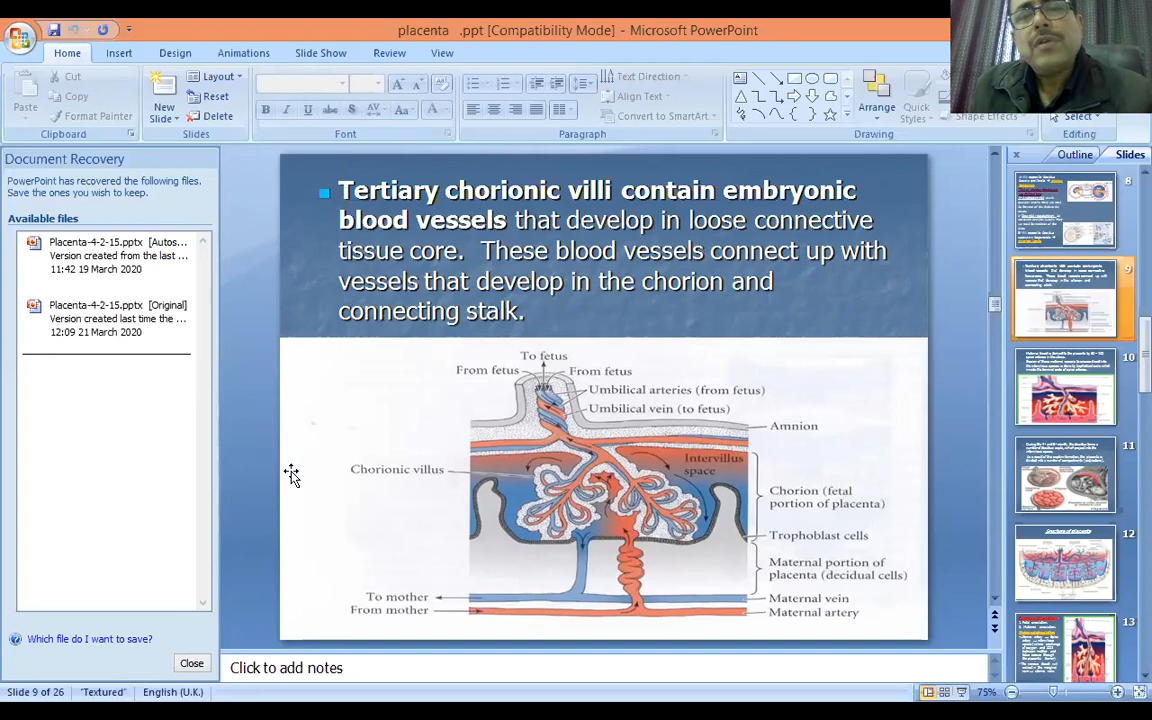 placenta .ppt [Compatibility Mode] - Microsoft PowerPoint
Home Insert Design Animations Slide Show Review View
Cut
Copy
Format Painter
Paste
Clipboard
New Slide
Layout
Reset
Delete
Slides
B I U abe S AV Aa A
Font
Text Direction
Align Text
Convert to SmartArt
Paragraph
Arrange
Quick Styles
Shape Effects
Drawing
Select
Editing
Document Recovery
PowerPoint has recovered the following files.
Save the ones you wish to keep.
Available files
Placenta-4-2-15.pptx [Autos...
Version created from the last ...
11:42 19 March 2020
Placenta-4-2-15.pptx [Original]
Version created last time the ...
12:09 21 March 2020
Which file do I want to save?
Close
Tertiary chorionic villi contain embryonic
blood vessels that develop in loose connective
tissue core. These blood vessels connect up with
vessels that develop in the chorion and
connecting stalk.
To fetus
From fetus
From fetus
Umbilical arteries (from fetus)
Umbilical vein (to fetus)
Amnion
Chorionic villus
Intervillus
space
Chorion (fetal
portion of placenta)
Trophoblast cells
Maternal portion of
placenta (decidual cells)
To mother
From mother
Maternal vein
Maternal artery
Click to add notes
Outline Slides
8
9
10
11
12
13
Slide 9 of 26 "Textured" English (U.K.) 75%